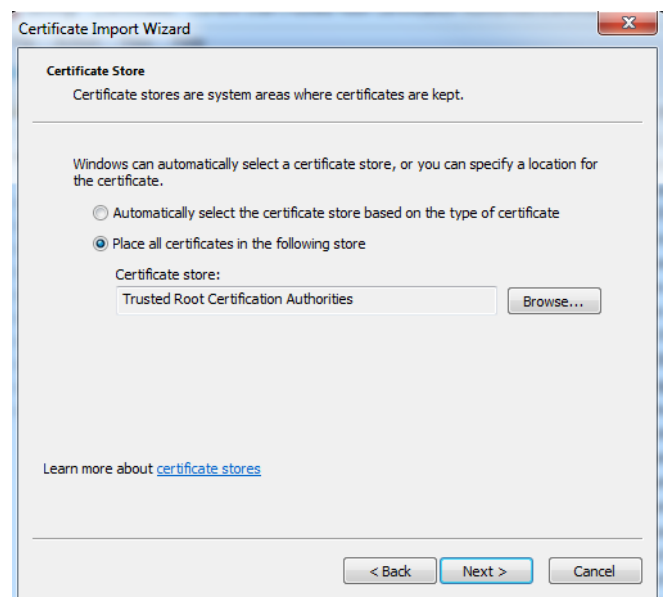 Certificate Import Wizard
Certificate Store
Certificate stores are system areas where certificates are kept.
Windows can automatically select a certificate store, or you can specify a location for
the certificate.
Automatically select the certificate store based on the type of certificate
Place all certificates in the following store
Certificate store:
Trusted Root Certification Authorities
Browse...
Learn more about certificate stores
< Back
Next >
Cancel